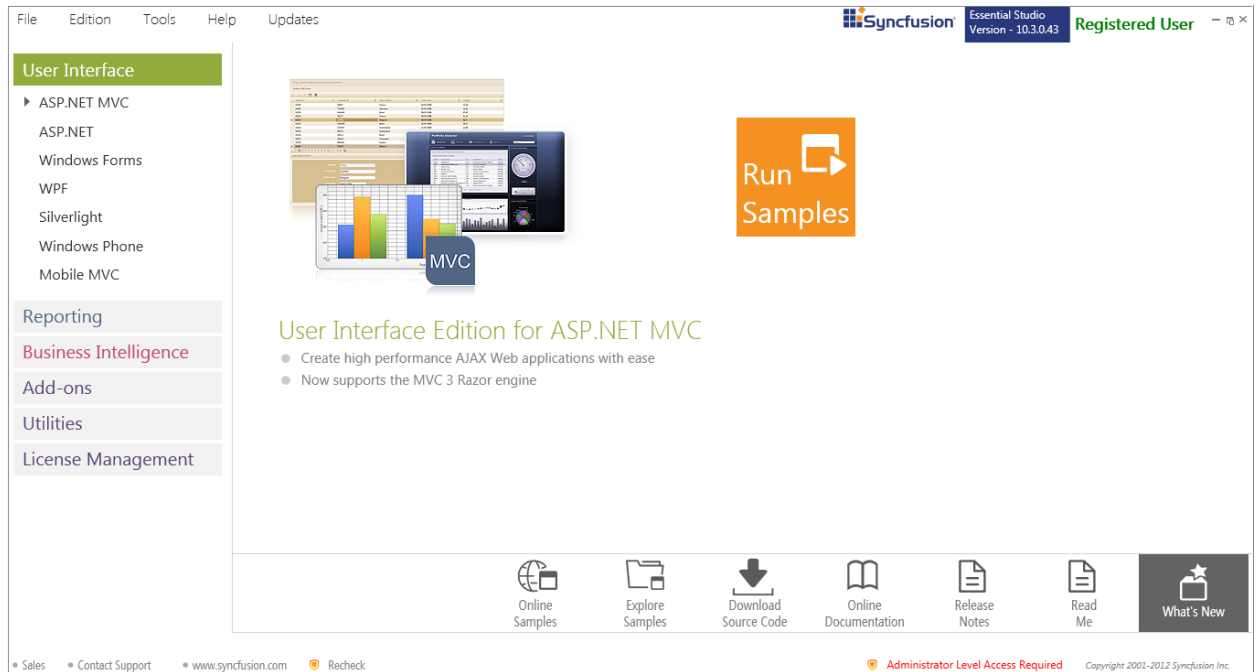 File Edition Tools Help Updates
Syncfusion
Essential Studio
Version - 10.3.0.43
Registered User
User Interface
ASP.NET MVC
ASP.NET
Windows Forms
WPF
Silverlight
Windows Phone
Mobile MVC
Reporting
Business Intelligence
Add-ons
Utilities
License Management
MVC
Run
Samples
User Interface Edition for ASP.NET MVC
Create high performance AJAX Web applications with ease
Now supports the MVC 3 Razor engine
Online
Samples
Explore
Samples
Download
Source Code
Online
Documentation
Release
Notes
Read
Me
What's New
Sales Contact Support www.syncfusion.com Recheck
Administrator Level Access Required Copyright 2001-2012 Syncfusion Inc.